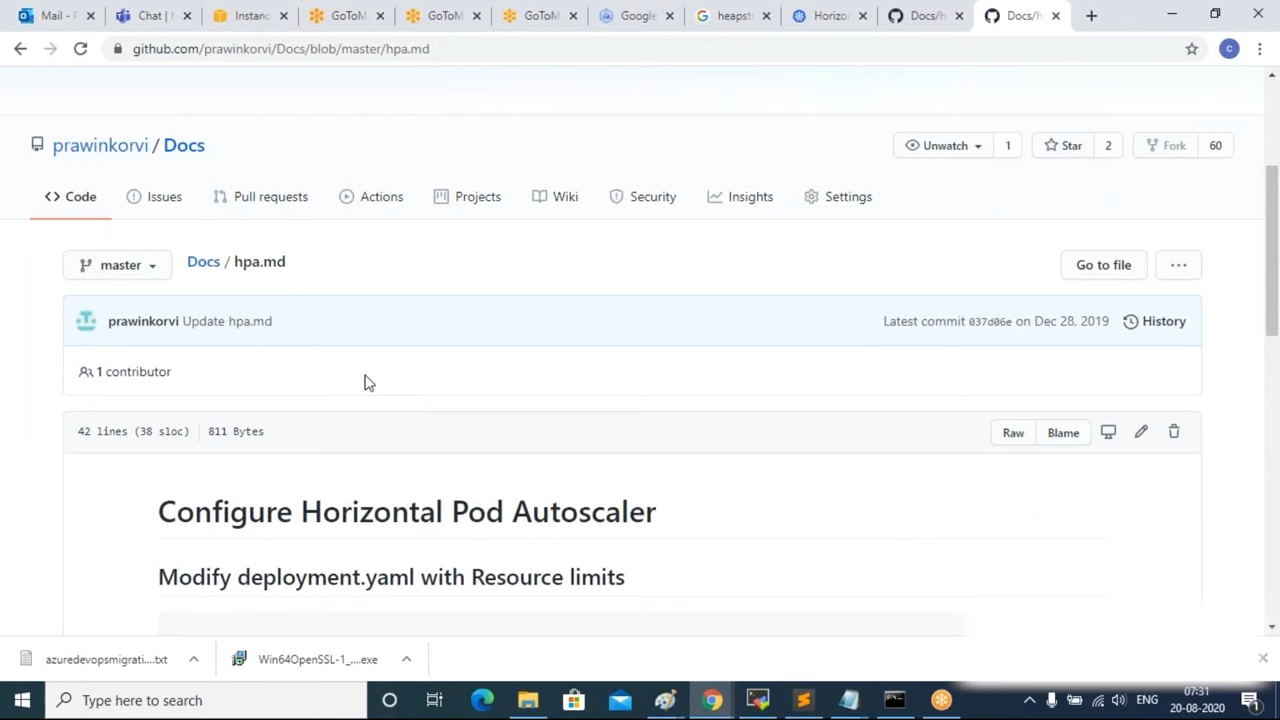 Mail - P
Chat | M
Instanc
GoToM
GoToM
GoToM
Google
heapst
Horizo
Docs/h
Docs/h
github.com/prawinkorvi/Docs/blob/master/hpa.md
c
prawinkorvi / Docs
Unwatch 1
Star 2
Fork 60
Code
Issues
Pull requests
Actions
Projects
Wiki
Security
Insights
Settings
master
Docs / hpa.md
Go to file
...
prawinkorvi Update hpa.md
Latest commit 037d06e on Dec 28, 2019
History
1 contributor
42 lines (38 sloc) 811 Bytes
Raw
Blame
Configure Horizontal Pod Autoscaler
Modify deployment.yaml with Resource limits
azuredevopsmigrati....txt
Win64OpenSSL-1_....exe
Type here to search
ENG
07:31
20-08-2020
1